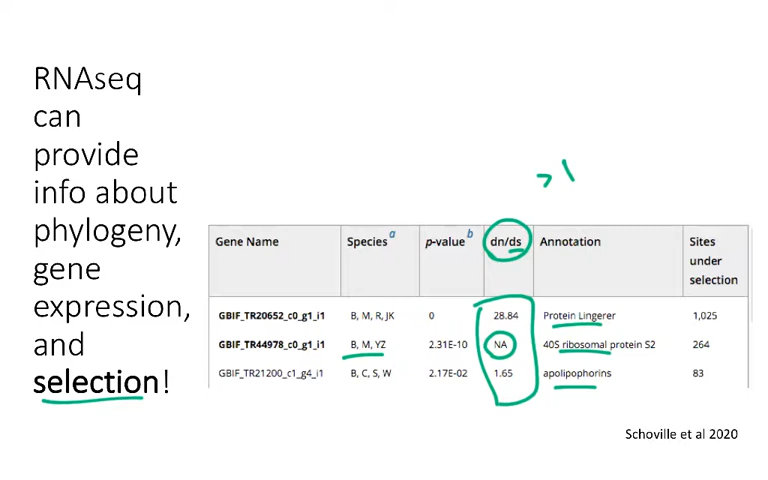 RNAseq
can
provide
info about
phylogeny,
gene
expression,
and
selection!
>1
Gene Name Species a p-value b dn/ds Annotation Sites under selection
GBIF_TR20652_c0_g1_i1 B, M, R, JK 0 28.84 Protein Lingerer 1,025
GBIF_TR44978_c0_g1_i1 B, M, YZ 2.31E-10 NA 40S ribosomal protein S2 264
GBIF_TR21200_c1_g4_i1 B, C, S, W 2.17E-02 1.65 apolipophorins 83
Schoville et al 2020